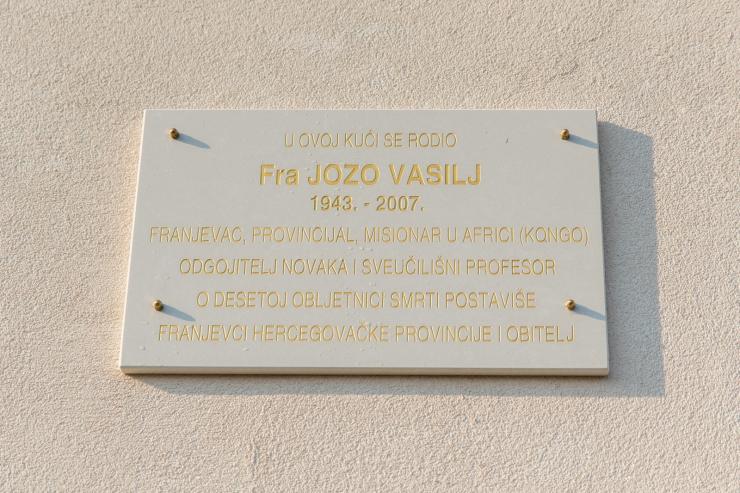 U OVOJ KUĆI SE RODIO
Fra JOZO VASILJ
1943. - 2007.
FRANJEVAC, PROVINCIJAL, MISIONAR U AFRICI (KONGO)
ODGOJITELJ NOVAKA I SVEUČILIŠNI PROFESOR
O DESETOJ OBLJETNICI SMRTI POSTAVIŠE
FRANJEVCI HERCEGOVAČKE PROVINCIJE I OBITELJ